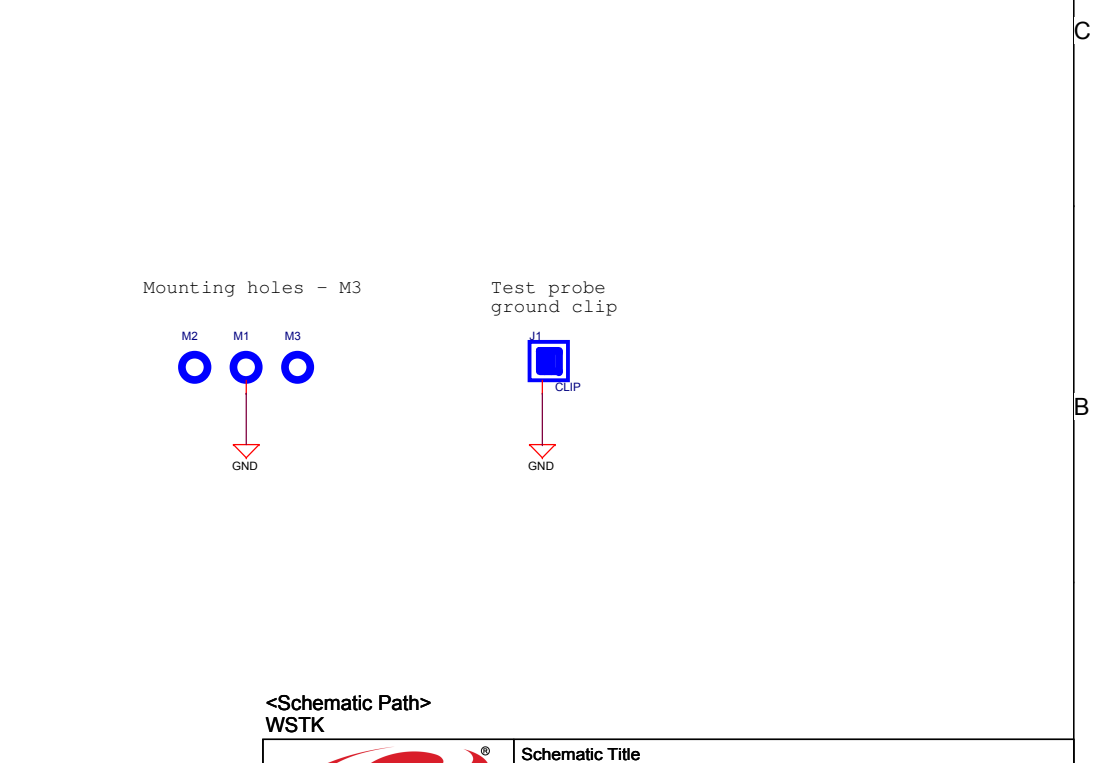 C
Mounting holes - M3
Test probe
ground clip
M2
M1
M3
J1
CLIP
B
GND
GND
<Schematic Path>
WSTK
®
Schematic Title